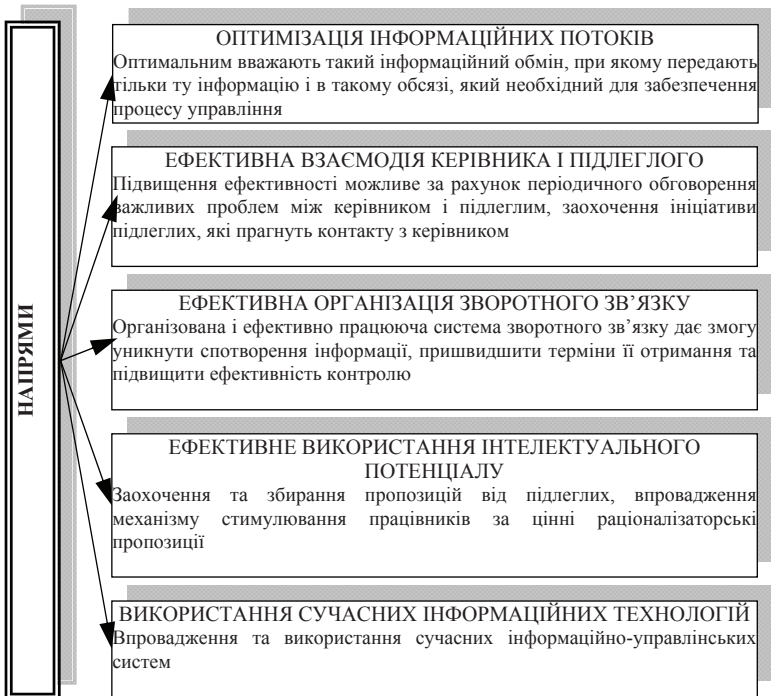 НАПРЯМИ
ОПТИМІЗАЦІЯ ІНФОРМАЦІЙНИХ ПОТОКІВ
Оптимальним вважають такий інформаційний обмін, при якому передають
тільки ту інформацію і в такому обсязі, який необхідний для забезпечення
процесу управління
ЕФЕКТИВНА ВЗАЄМОДІЯ КЕРІВНИКА І ПІДЛЕГЛОГО
Підвищення ефективності можливе за рахунок періодичного обговорення
важливих проблем між керівником і підлеглим, заохочення ініціативи
підлеглих, які прагнуть контакту з керівником
ЕФЕКТИВНА ОРГАНІЗАЦІЯ ЗВОРОТНОГО ЗВ’ЯЗКУ
Організована і ефективно працююча система зворотного зв’язку дає змогу
уникнути спотворення інформації, пришвидшити терміни її отримання та
підвищити ефективність контролю
ЕФЕКТИВНЕ ВИКОРИСТАННЯ ІНТЕЛЕКТУАЛЬНОГО
ПОТЕНЦІАЛУ
Заохочення та збирання пропозицій від підлеглих, впровадження
механізму стимулювання працівників за цінні раціоналізаторські
пропозиції
ВИКОРИСТАННЯ СУЧАСНИХ ІНФОРМАЦІЙНИХ ТЕХНОЛОГІЙ
Впровадження та використання сучасних інформаційно-управлінських
систем